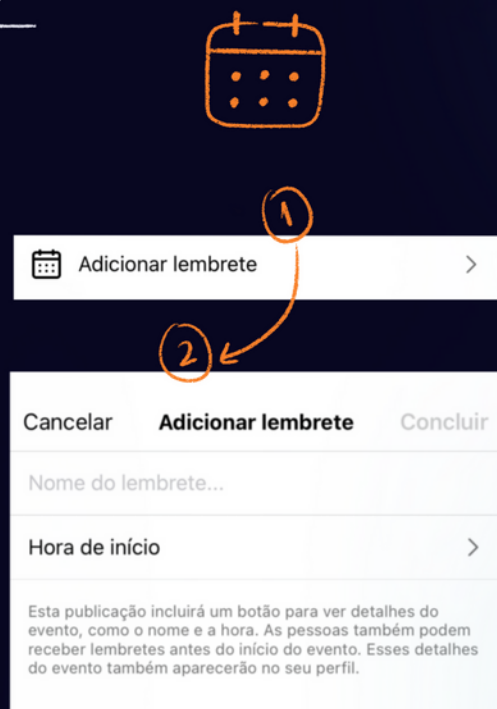 1
Adicionar lembrete
2
Cancelar Adicionar lembrete Concluir
Nome do lembrete...
Hora de início
Esta publicação incluirá um botão para ver detalhes do
evento, como o nome e a hora. As pessoas também podem
receber lembretes antes do início do evento. Esses detalhes
do evento também aparecerão no seu perfil.